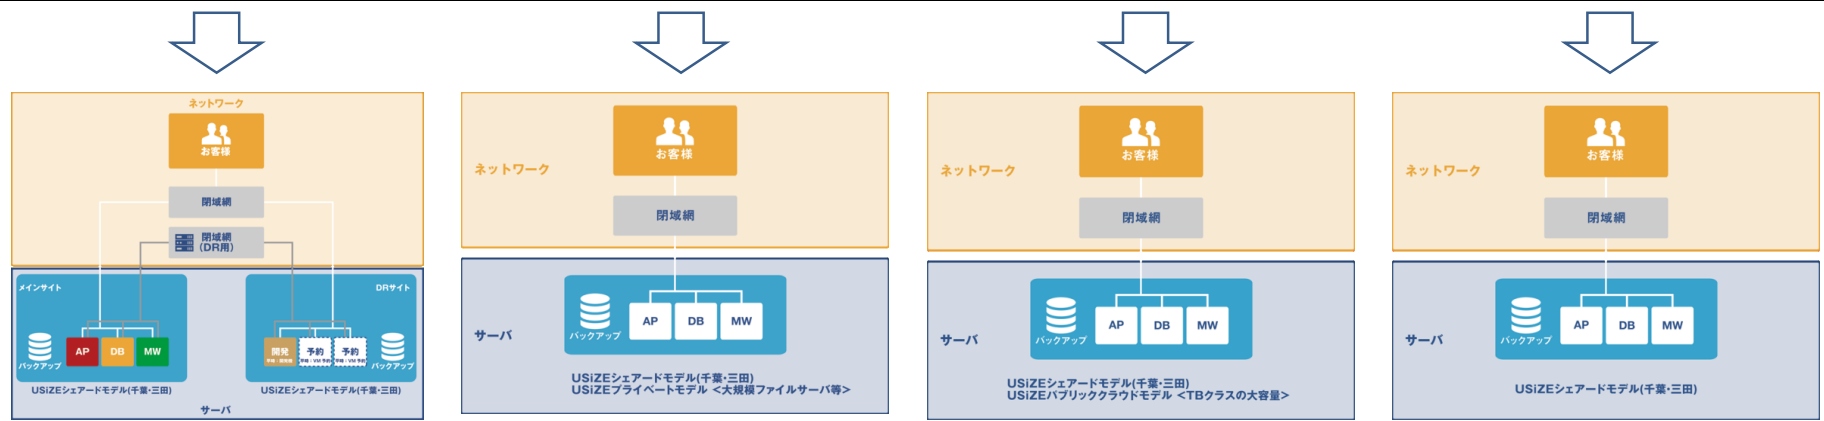 ネットワーク
お客様
閉域網
閉域網
(DR用)
メインサイト
バックアップ
AP
DB
MW
USiZEシェアードモデル(千葉・三田)
DRサイト
開発
予約
予約
バックアップ
USiZEシェアードモデル(千葉・三田)
サーバ
ネットワーク
お客様
閉域網
サーバ
バックアップ
AP
DB
MW
USiZEシェアードモデル(千葉・三田)
USiZEプライベートモデル <大規模ファイルサーバ等>
ネットワーク
お客様
閉域網
サーバ
バックアップ
AP
DB
MW
USiZEシェアードモデル(千葉・三田)
USiZEパブリッククラウドモデル <TBクラスの大容量>
ネットワーク
お客様
閉域網
サーバ
バックアップ
AP
DB
MW
USiZEシェアードモデル(千葉・三田)